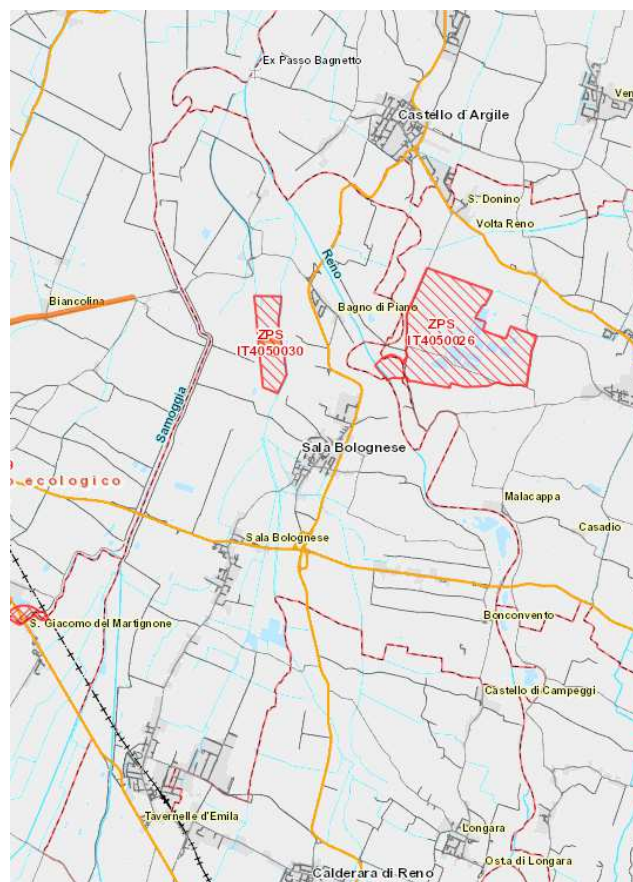 Ex Passo Bagnetto
Ven
Castello d'Argile
S. Donino
Volta Reno
Reno
Biancolina
Bagno di Piano
ZPS
IT4050026
ZPS
IT4050030
Samoggia
Sala Bolognese
9
o ecologico
Malacappa
Casadio
Sala Bolognese
Bonconvento
S. Giacomo del Martignone
Castello di Campeggi
Tavernelle d'Emila
Longara
Osta di Longara
Calderara di Reno